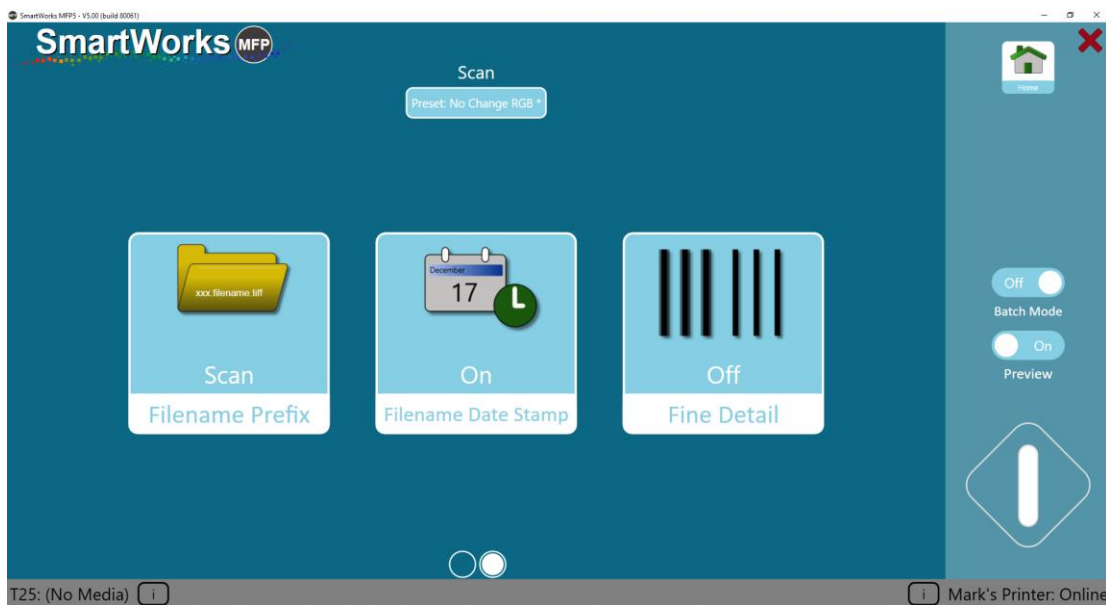 SmartWorks MFP5 - V5.00 (build 80061)
SmartWorks MFP
Scan
Preset: No Change RGB *
Home
xxx.filename.tiff
Scan
Filename Prefix
December
17
On
Filename Date Stamp
Off
Fine Detail
Off
Batch Mode
On
Preview
T25: (No Media) i
i Mark's Printer: Online